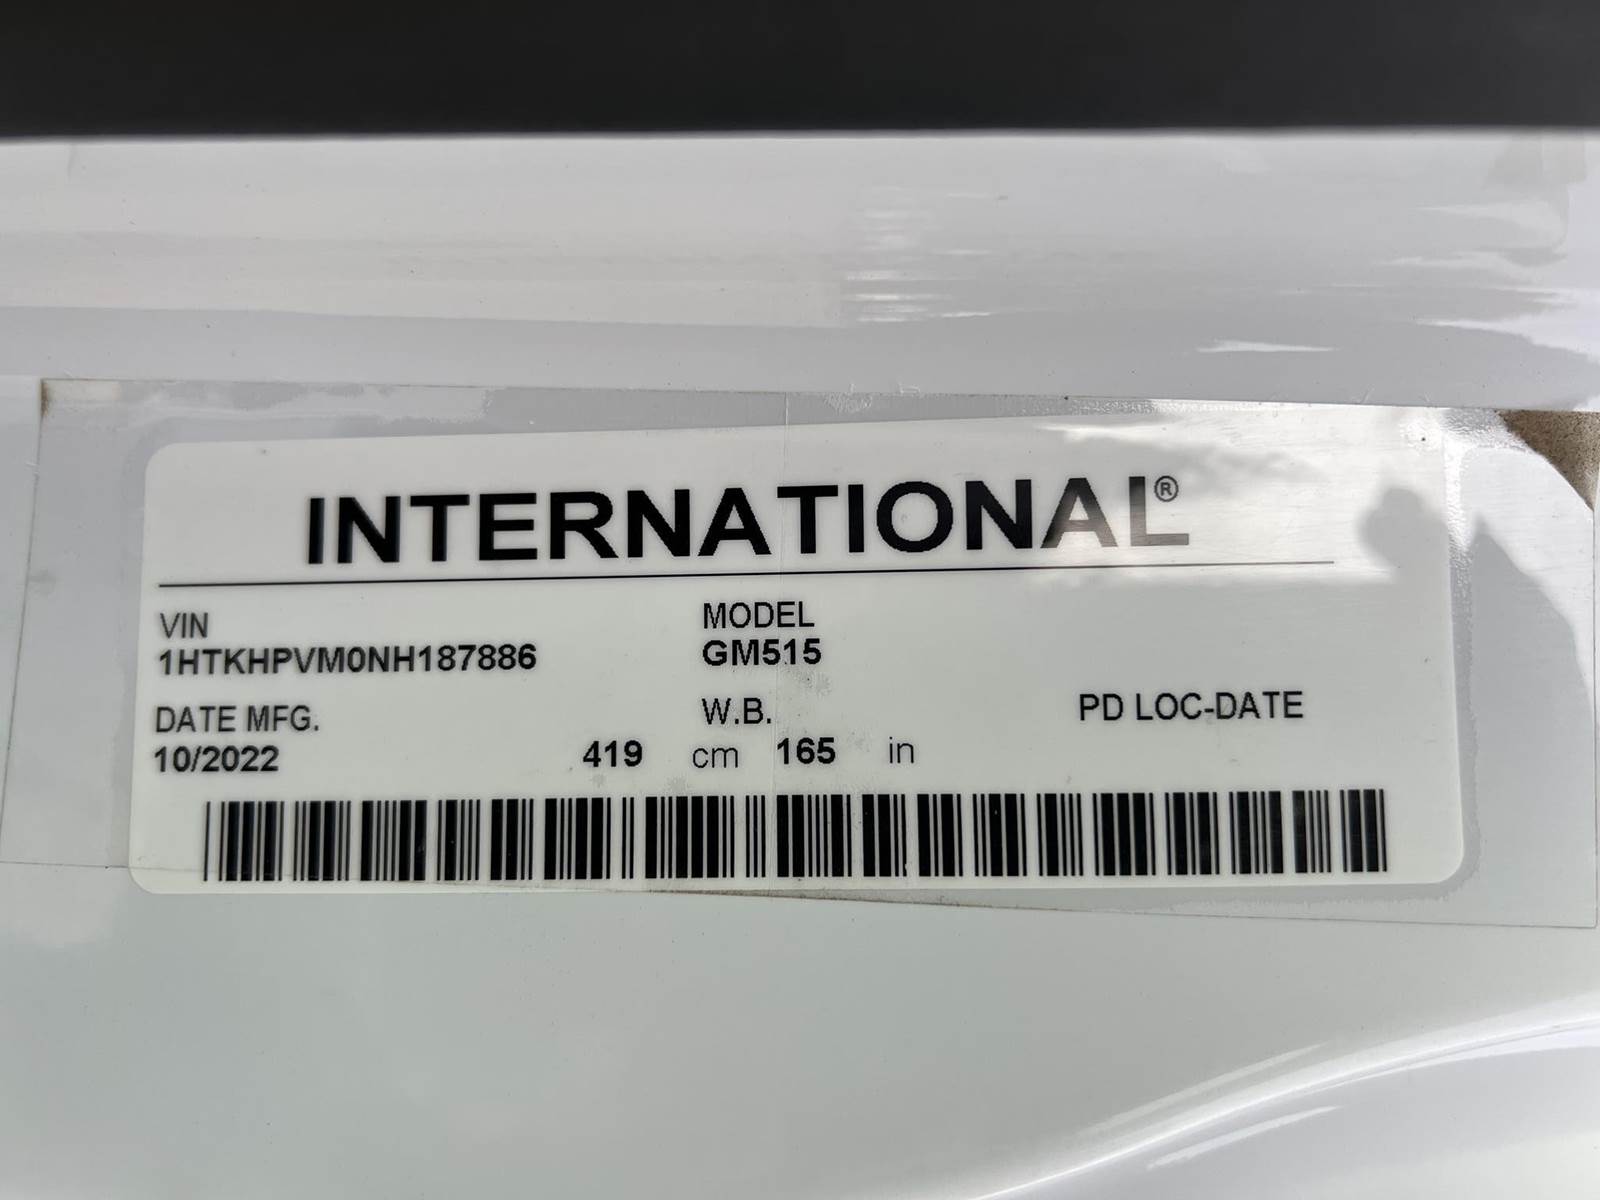 INTERNATIONAL®
VIN
1HTKHPVM0NH187886
MODEL
GM515
DATE MFG.
10/2022
W.B.
419 cm 165 in
PD LOC-DATE